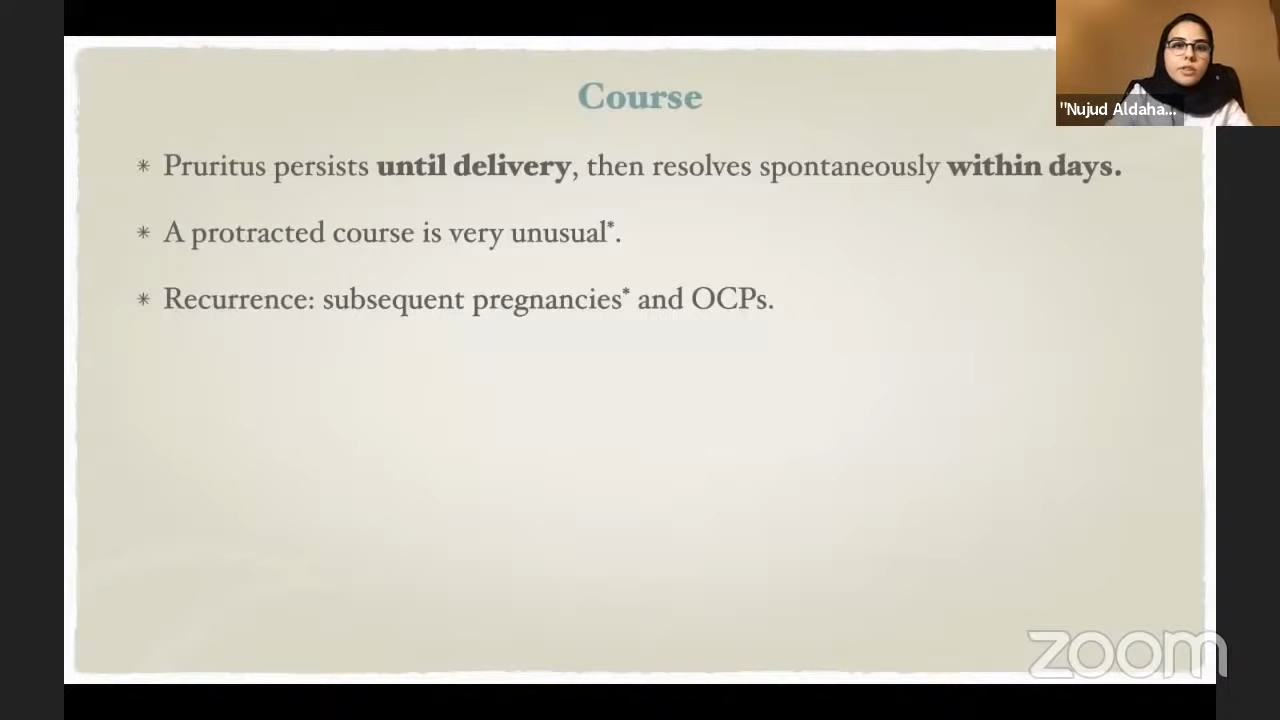 Course
* Pruritus persists until delivery, then resolves spontaneously within days.
* A protracted course is very unusual*.
* Recurrence: subsequent pregnancies* and OCPs.
"Nujud Aldaha...
zoom